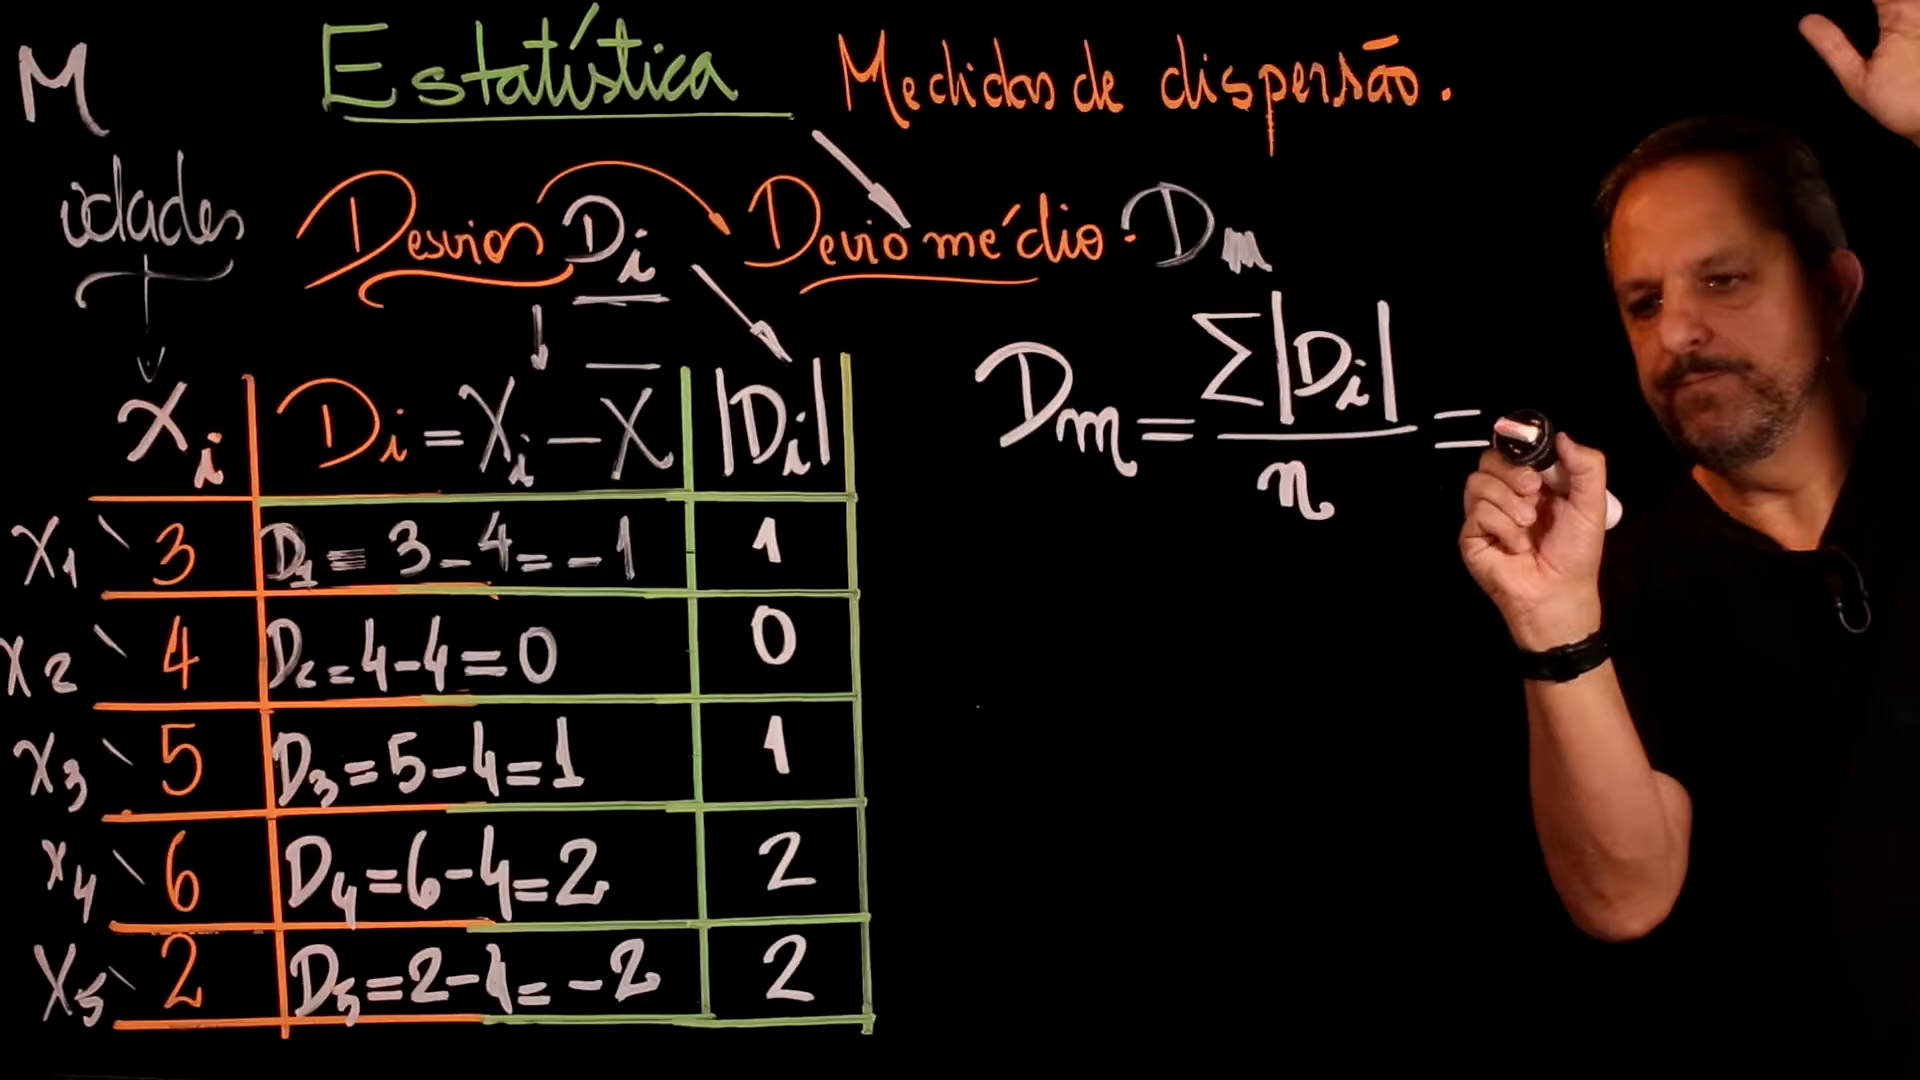 M Estatística Medidas de dispersão.
idades Desvios Di Devio médio. Dm
xi Di = Xi - X̅ |Di|
Dm = Σ|Di| / n =
X1 3 D1 = 3 - 4 = - 1 1
X2 4 D2 = 4 - 4 = 0 0
X3 5 D3 = 5 - 4 = 1 1
X4 6 D4 = 6 - 4 = 2 2
X5 2 D5 = 2 - 4 = - 2 2